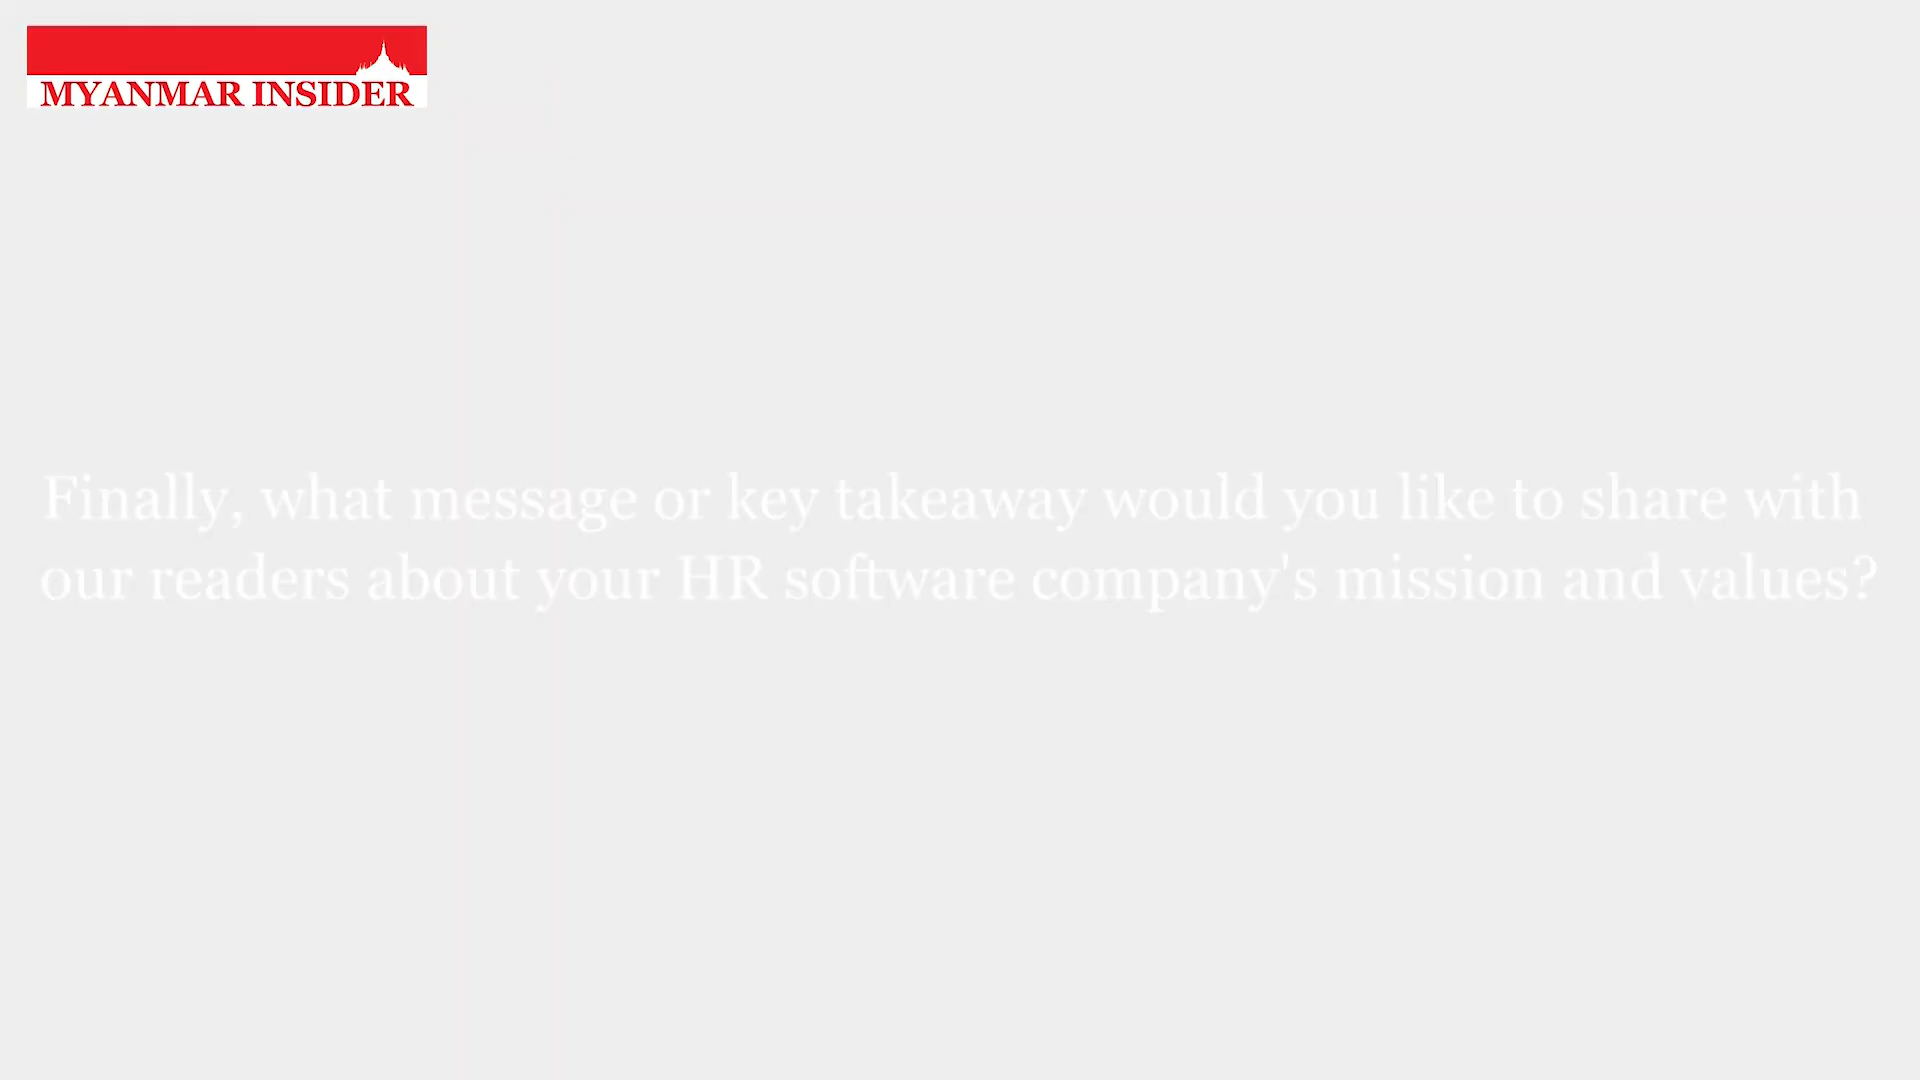 MYANMAR INSIDER
Finally, what message or key takeaway would you like to share with
our readers about your HR software company's mission and values?